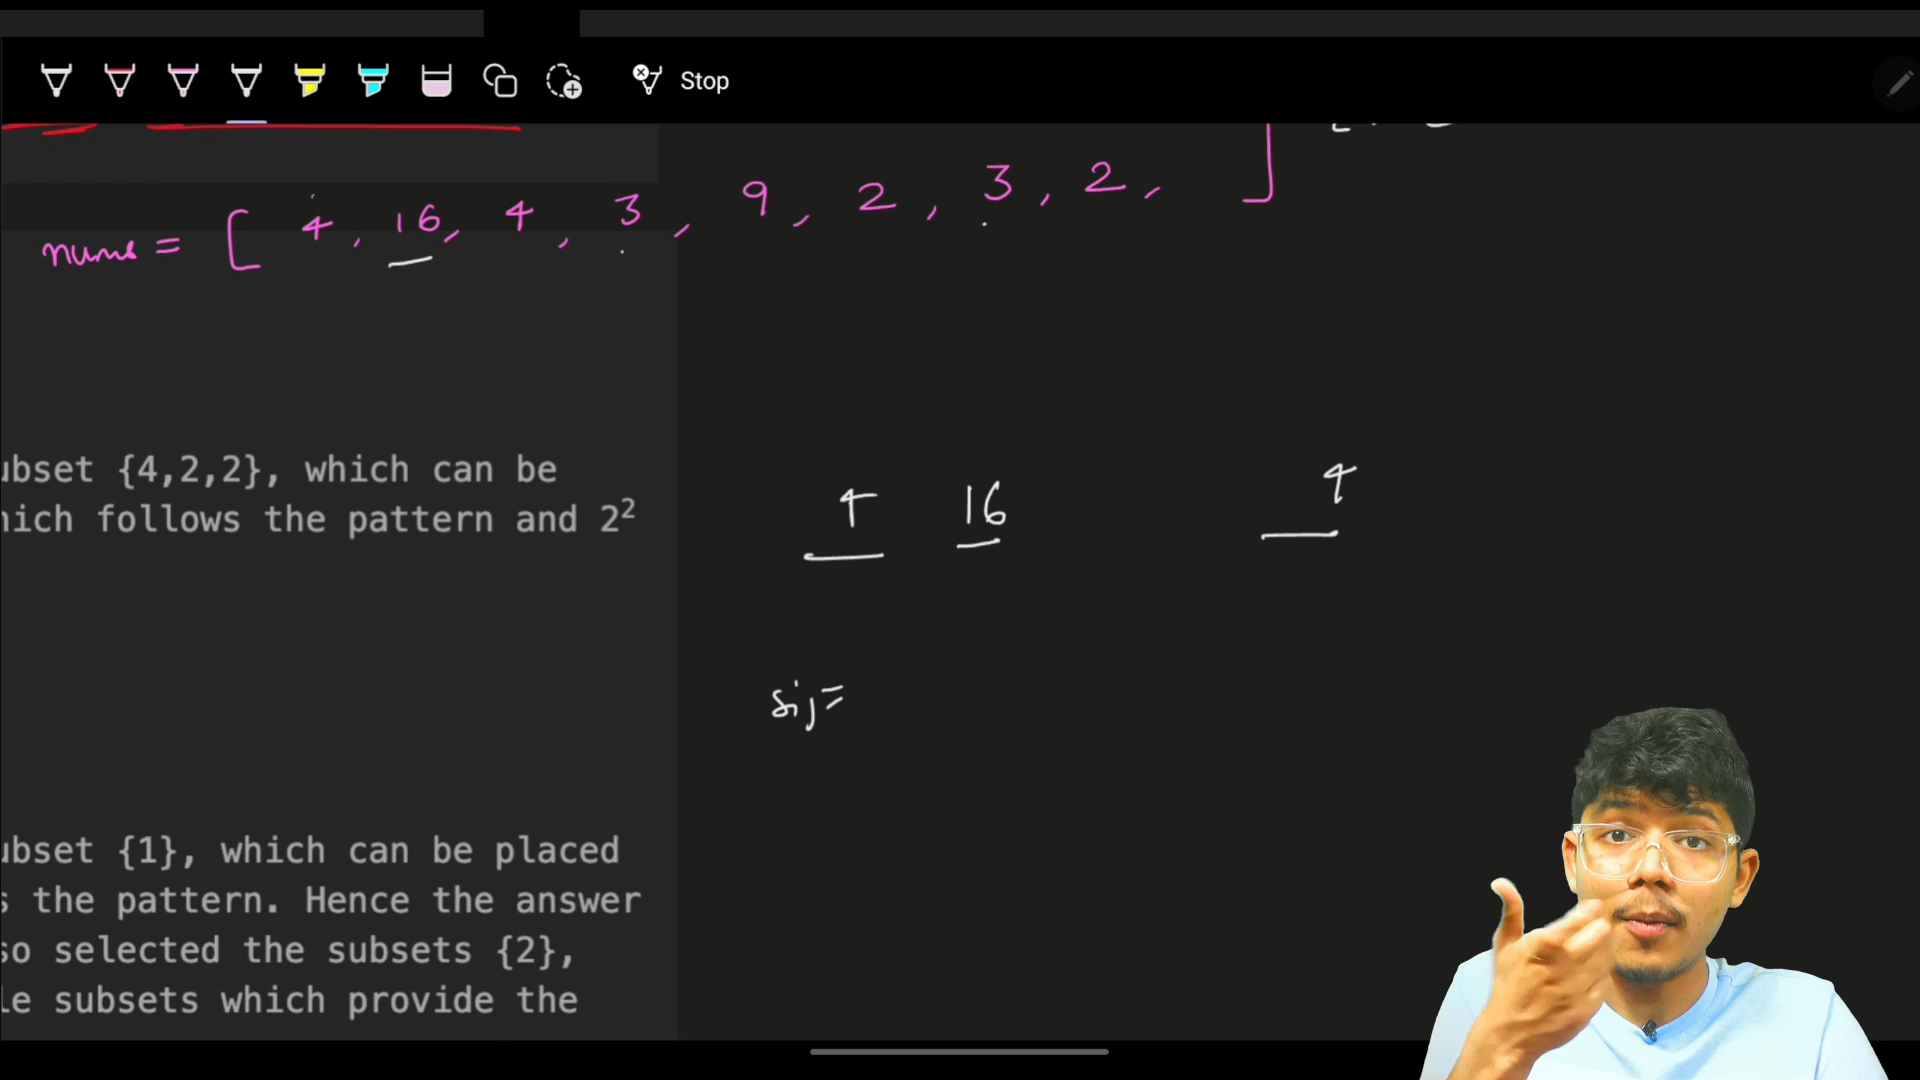 Stop
nums = [ 4, 16, 4, 3, 9, 2, 3, 2, ]
ubset {4,2,2}, which can be
hich follows the pattern and 2²
4 16 4
siz=
ubset {1}, which can be placed
s the pattern. Hence the answer
so selected the subsets {2},
le subsets which provide the